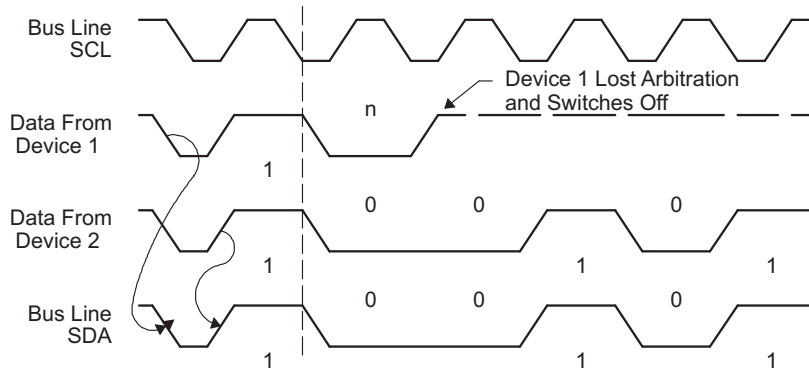 Bus Line
SCL
Device 1 Lost Arbitration
and Switches Off
n
Data From
Device 1
1
0 0 0
Data From
Device 2
1 1 1
0 0 0
Bus Line
SDA
1 1 1